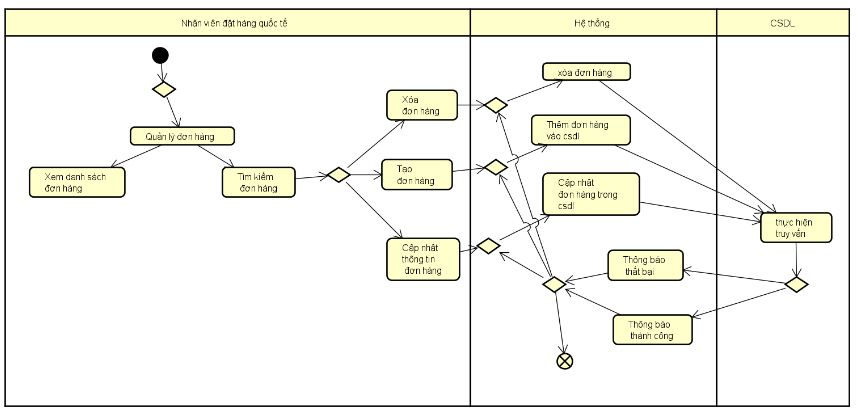 Nhân viên đặt hàng quốc tế
Hệ thống
CSDL
Quản lý đơn hàng
Xem danh sách
đơn hàng
Tìm kiếm
đơn hàng
Xóa
đơn hàng
Tạo
đơn hàng
Cập nhật
thông tin
đơn hàng
xóa đơn hàng
Thêm đơn hàng
vào csdl
Cập nhật
đơn hàng trong
csdl
Thông báo
thất bại
Thông báo
thành công
thực hiện
truy vấn